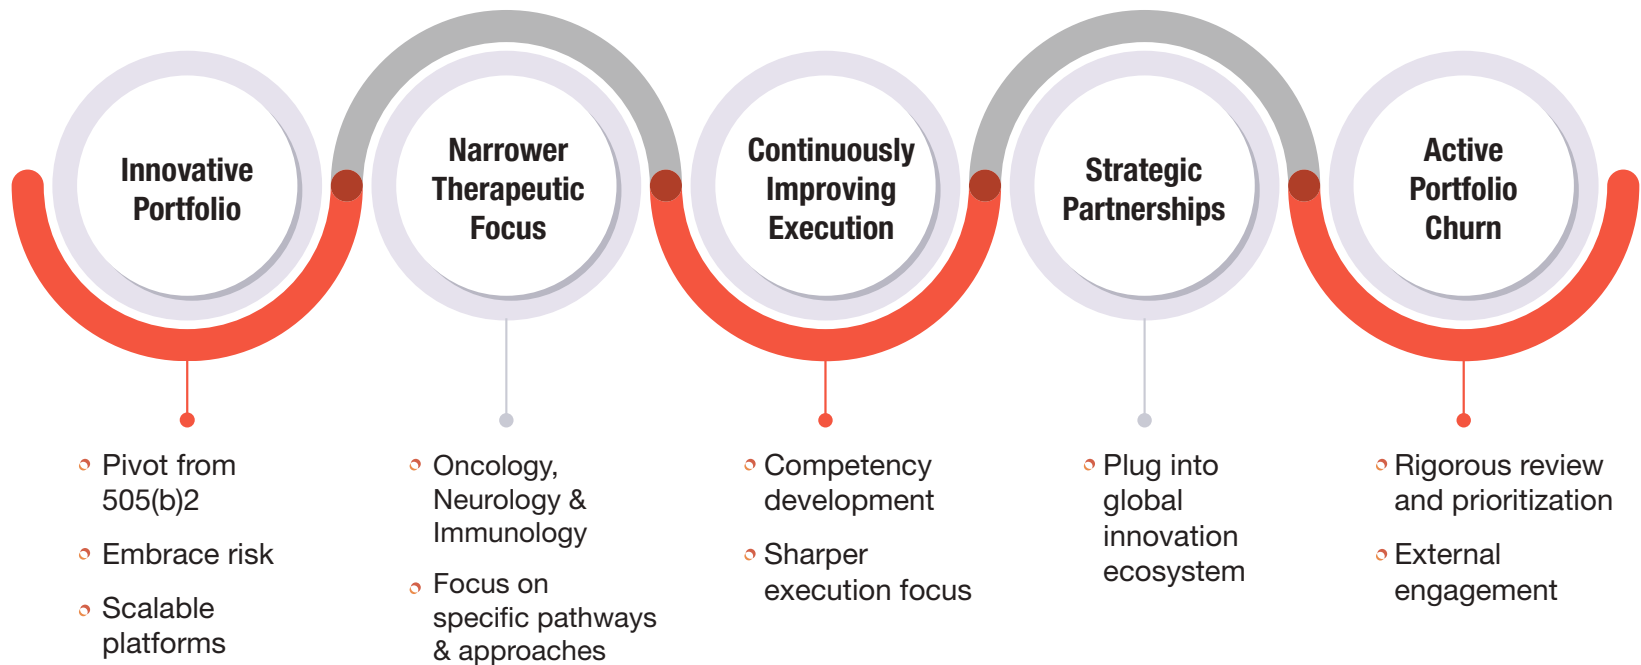 Innovative
Portfolio
Narrower
Therapeutic
Focus
Continuously
Improving
Execution
Strategic
Partnerships
Active
Portfolio
Churn
Pivot from
505(b)2
Embrace risk
Scalable
platforms
Oncology,
Neurology &
Immunology
Focus on
specific pathways
& approaches
Competency
development
Sharper
execution focus
Plug into
global
innovation
ecosystem
Rigorous review
and prioritization
External
engagement